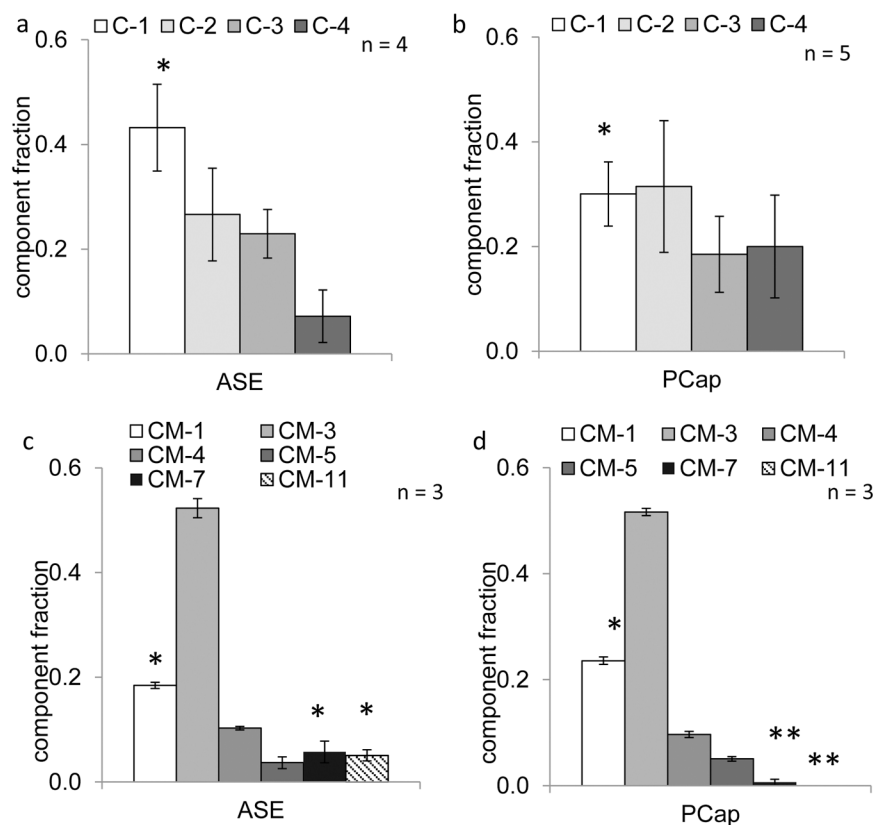 a
C-1 C-2 C-3 C-4
n = 4
*
component fraction
0.6
0.4
0.2
0.0
ASE
b
C-1 C-2 C-3 C-4
n = 5
*
component fraction
0.6
0.4
0.2
0.0
PCap
c
CM-1 CM-3
CM-4 CM-5
CM-7 CM-11
n = 3
* * *
component fraction
0.6
0.4
0.2
0.0
ASE
d
CM-1 CM-3 CM-4
CM-5 CM-7 CM-11
n = 3
* ** **
component fraction
0.6
0.4
0.2
0.0
PCap